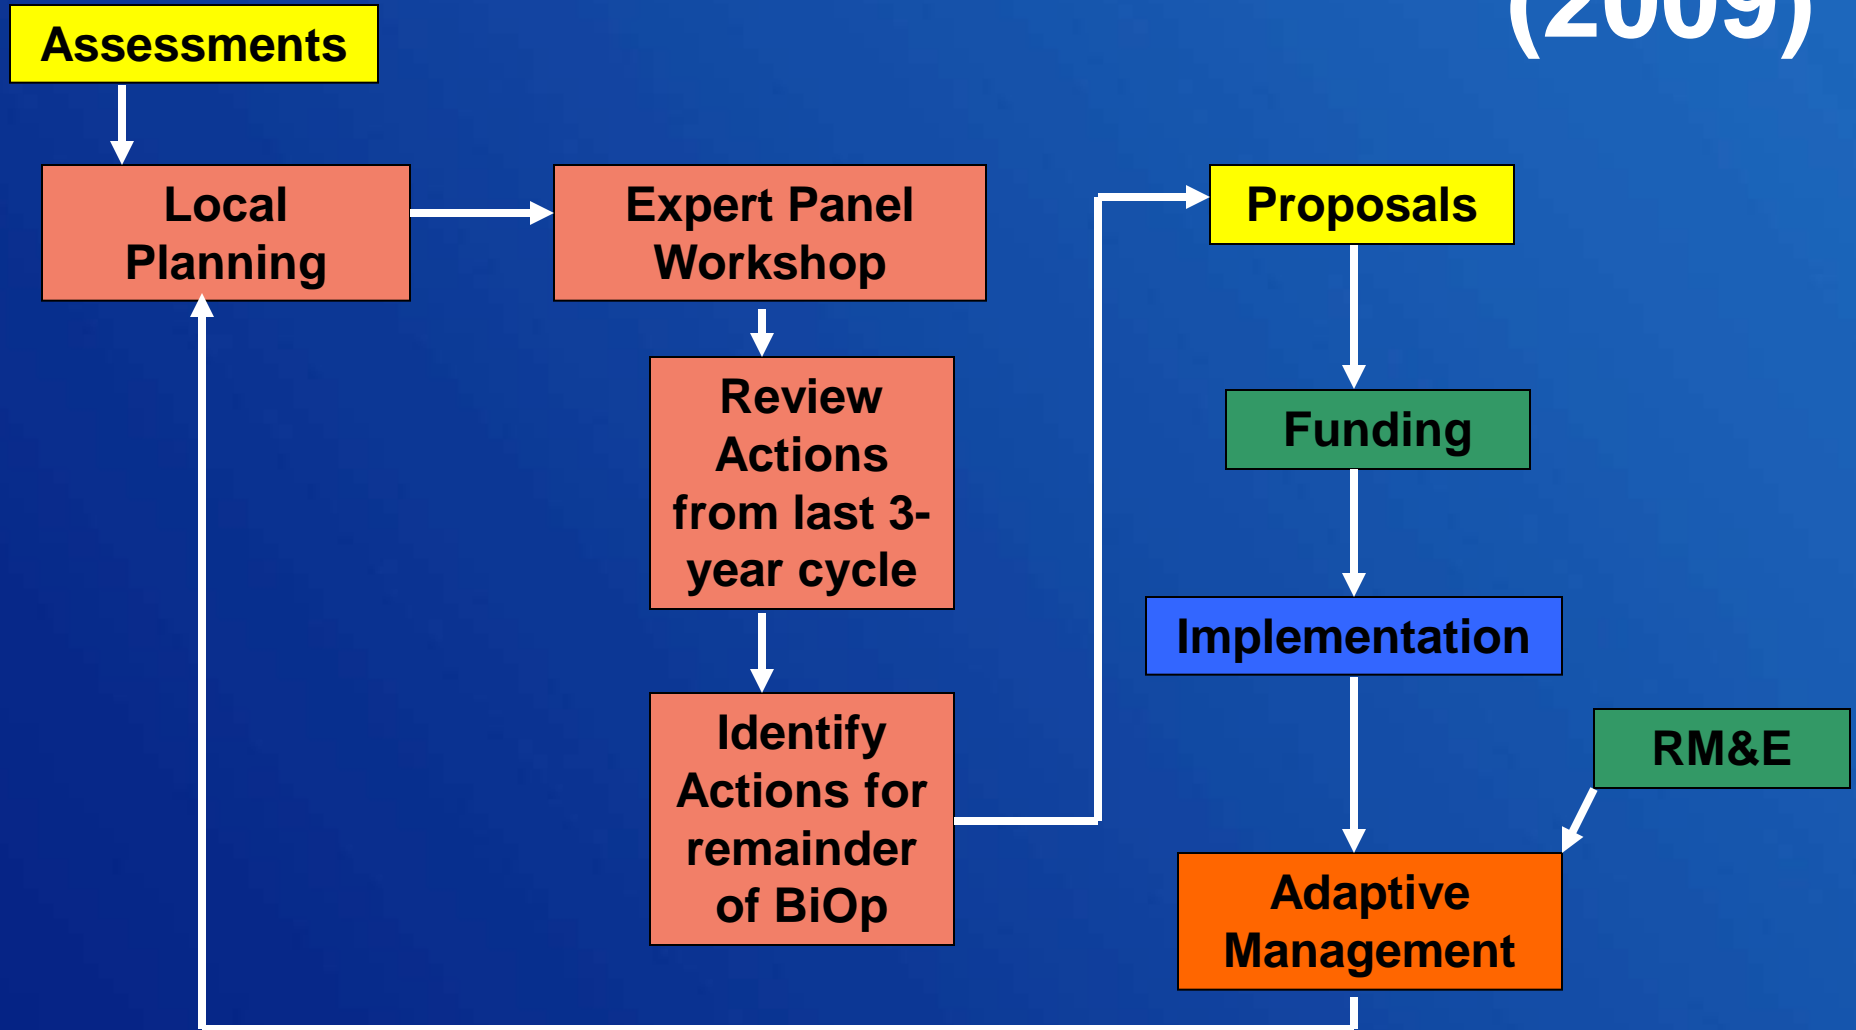 (2009)
Assessments
Local
Planning
Expert Panel
Workshop
Review
Actions
from last 3-
year cycle
Identify
Actions for
remainder
of BiOp
Proposals
Funding
Implementation
RM&E
Adaptive
Management